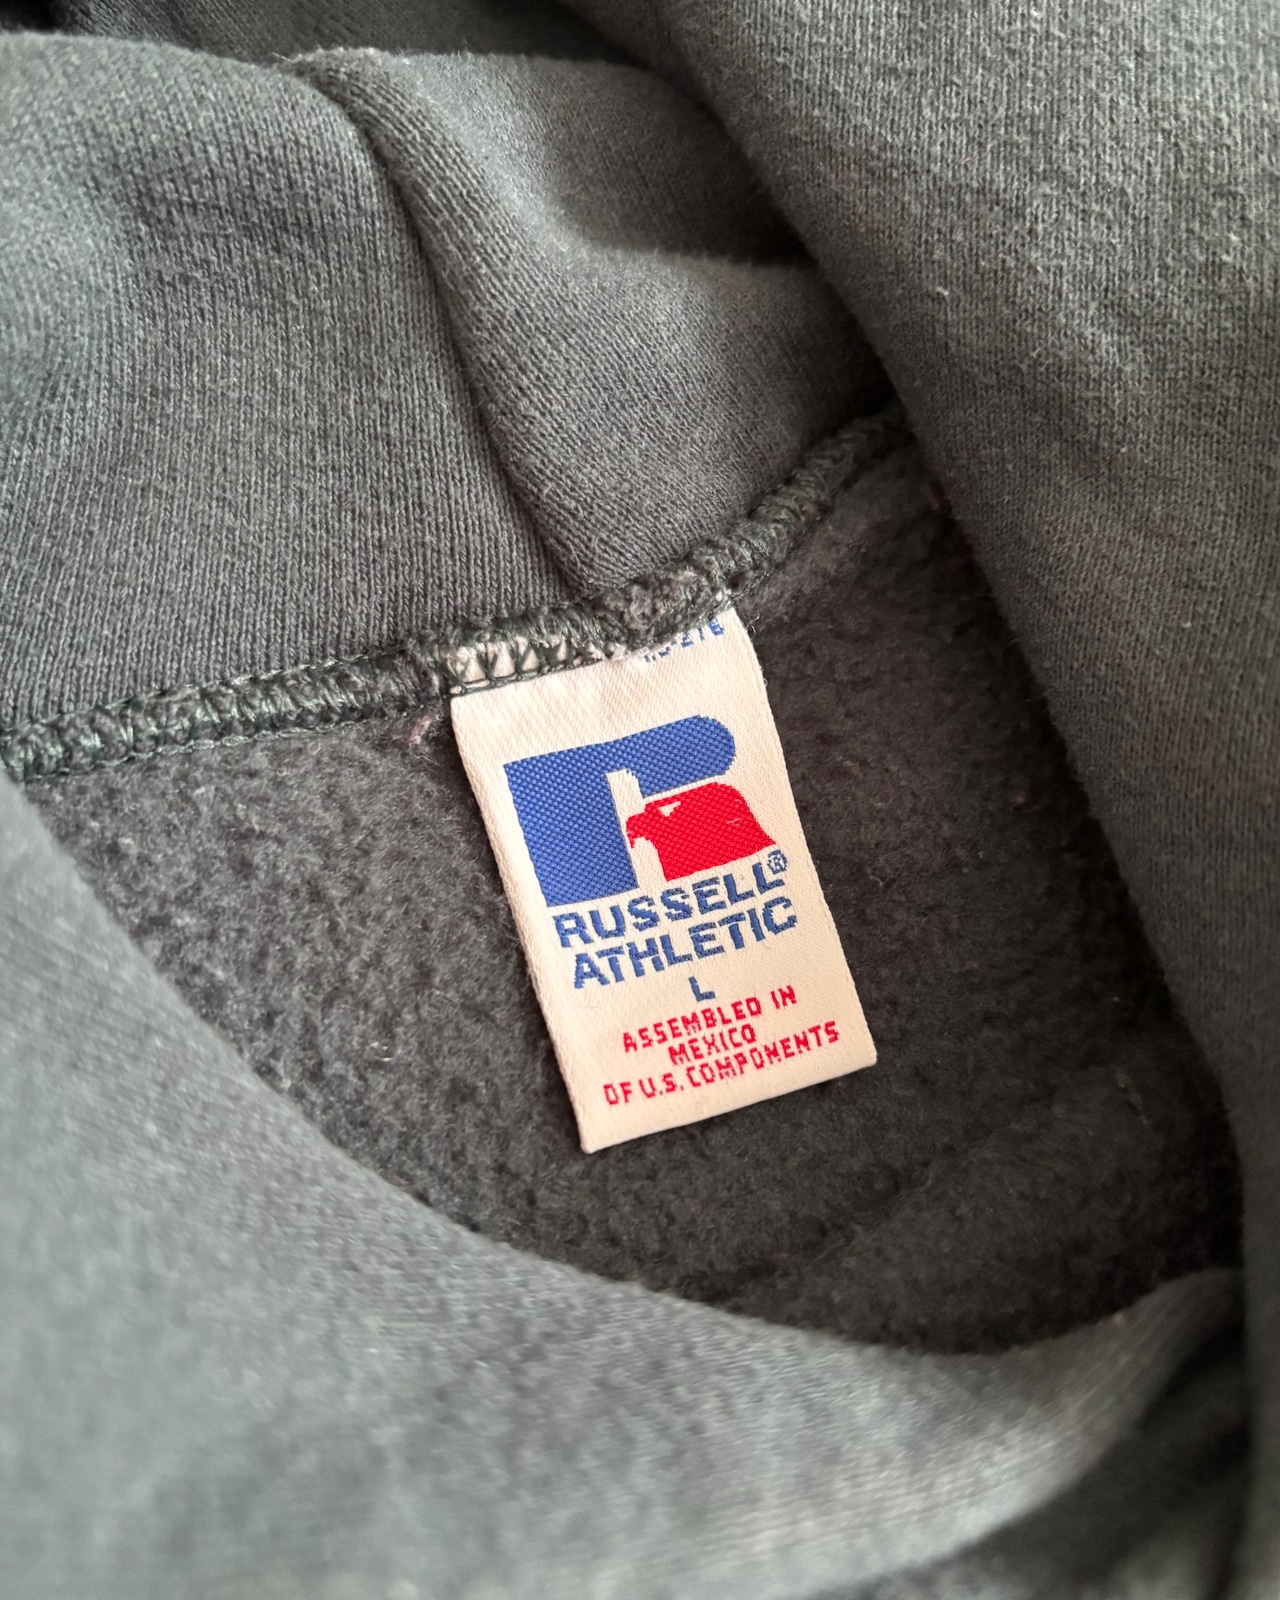 RUSSELL®
ATHLETIC
L
ASSEMBLED IN
MEXICO
OF U.S. COMPONENTS